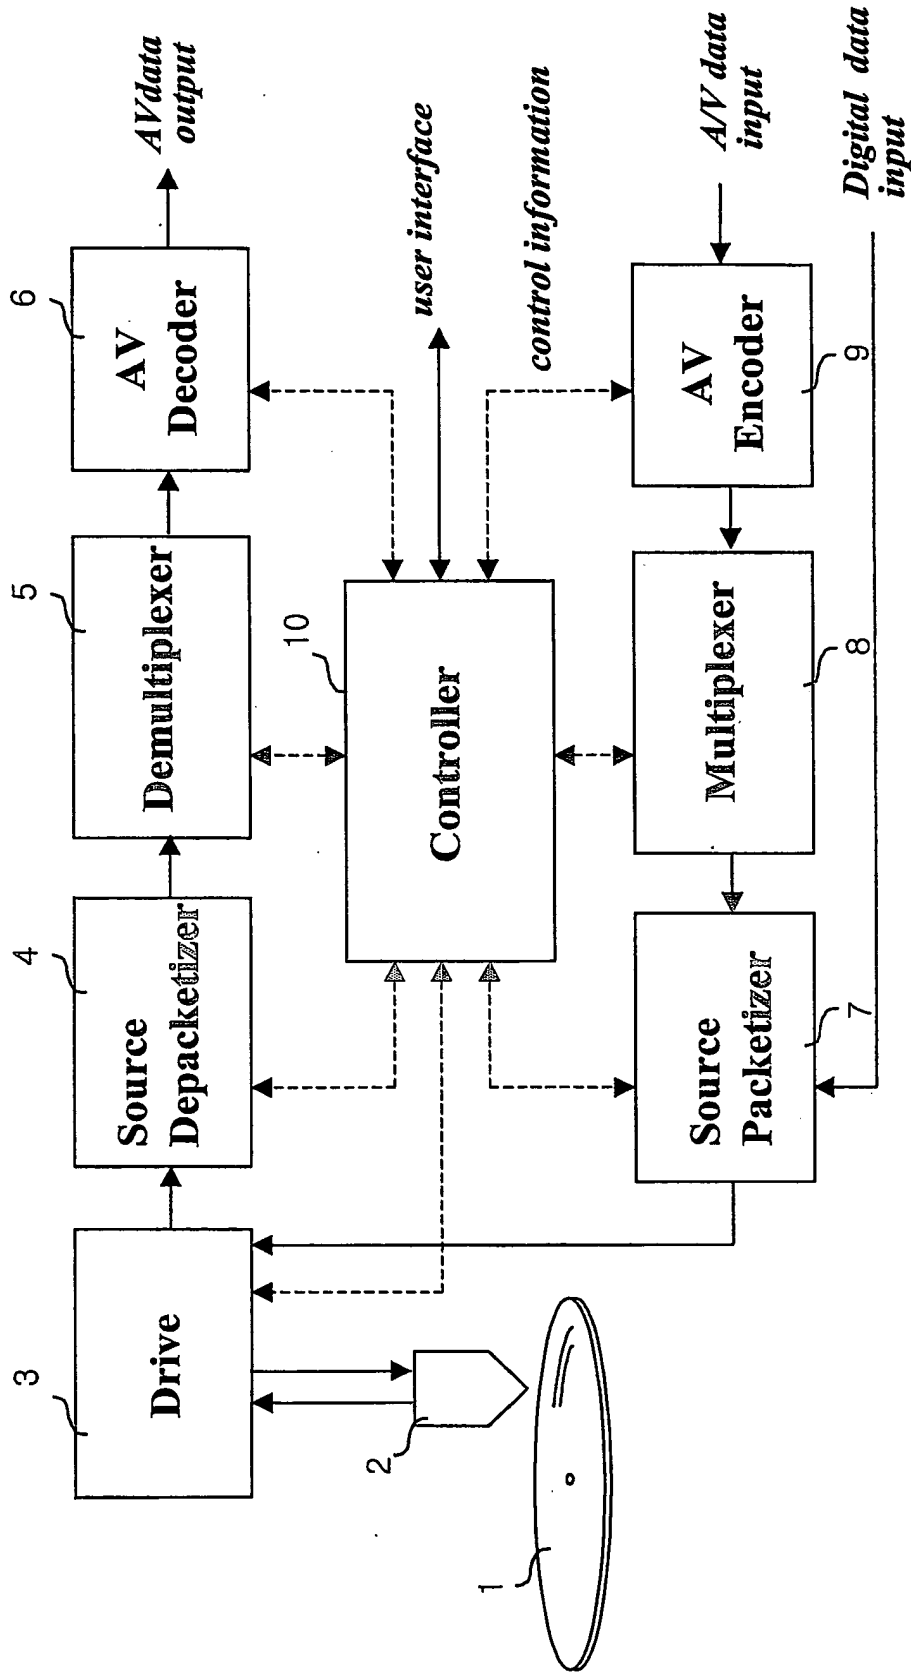 3
4
5
6
Drive
Source
Depacketizer
Demultiplexer
AV
Decoder
AVdata
output
10
Controller
user interface
control information
2
1
Source
Packetizer
Multiplexer
AV
Encoder
A/V data
input
7
8
9
Digital data
input